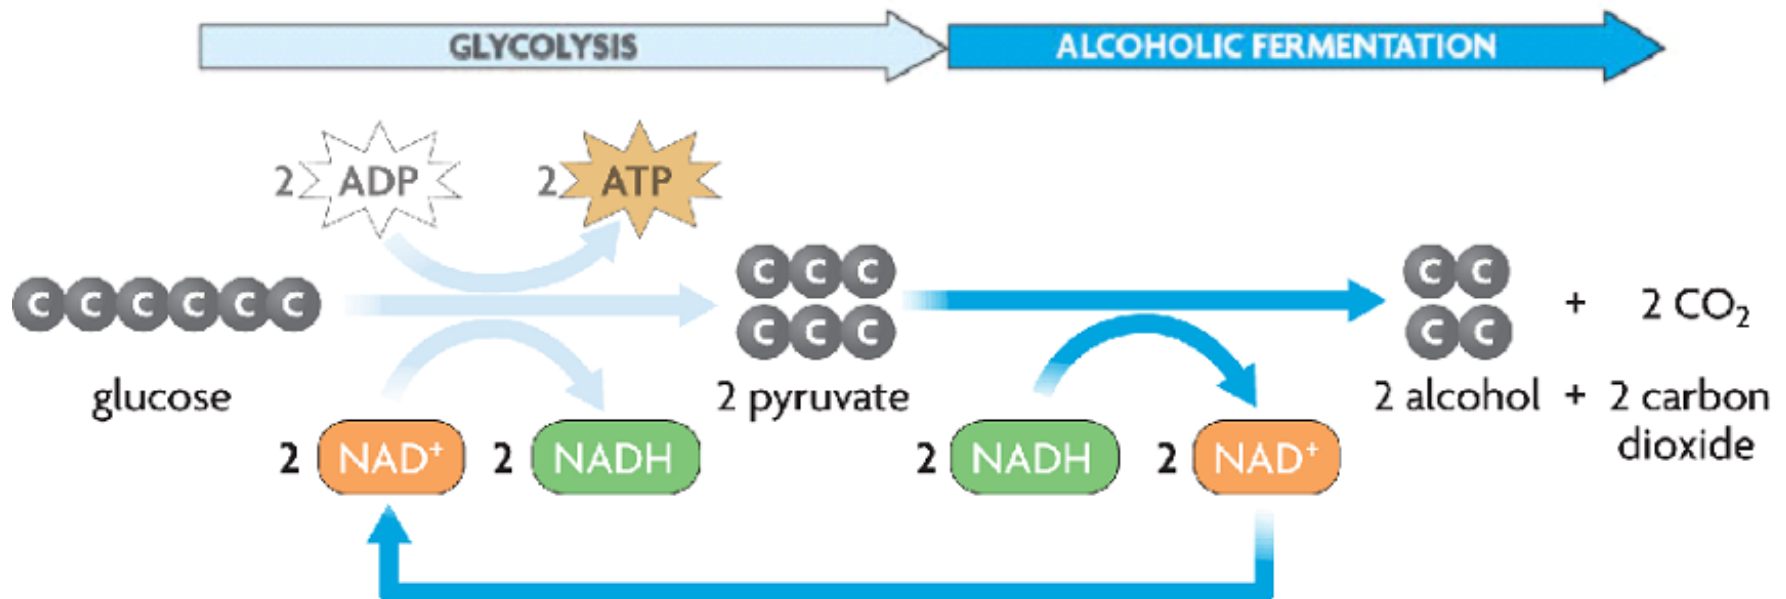 GLYCOLYSIS ALCOHOLIC FERMENTATION
2 ADP 2 ATP
C C C C C C
C C C
C C C
C C
C C
+ 2 CO₂
glucose
2 pyruvate
2 alcohol + 2 carbon
dioxide
2 NAD⁺ 2 NADH 2 NADH 2 NAD⁺